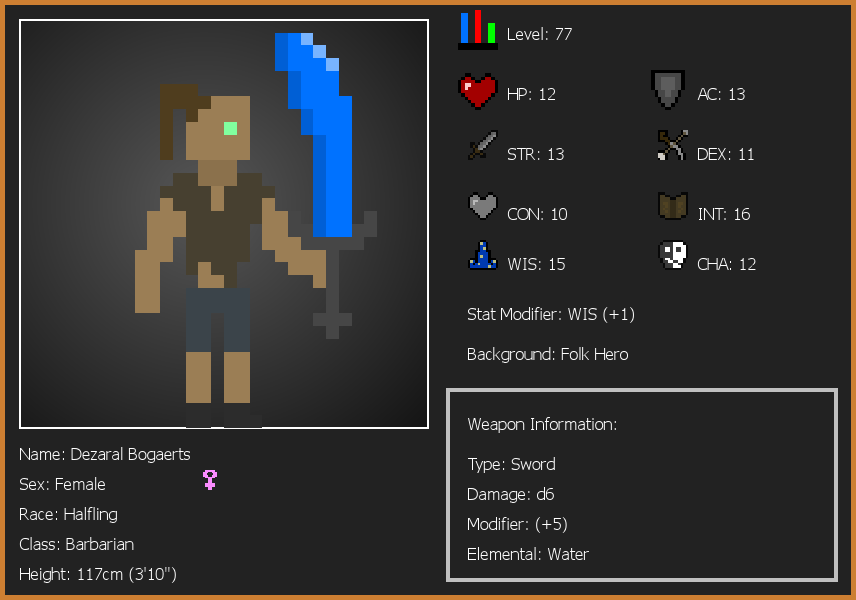 Level: 77
HP: 12
AC: 13
STR: 13
DEX: 11
CON: 10
INT: 16
WIS: 15
CHA: 12
Stat Modifier: WIS (+1)
Background: Folk Hero
Weapon Information:
Type: Sword
Damage: d6
Modifier: (+5)
Elemental: Water
Name: Dezaral Bogaerts
Sex: Female
Race: Halfling
Class: Barbarian
Height: 117cm (3'10")